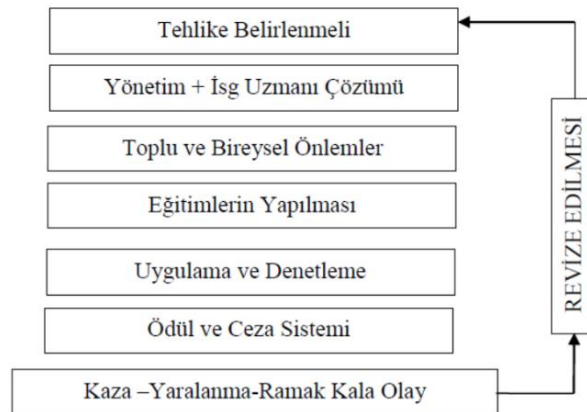 Tehlike Belirlenmeli
Yönetim + İsg Uzmanı Çözümü
Toplu ve Bireysel Önlemler
Eğitimlerin Yapılması
Uygulama ve Denetleme
Ödül ve Ceza Sistemi
Kaza –Yaralanma-Ramak Kala Olay
REVİZE EDİLMESİ